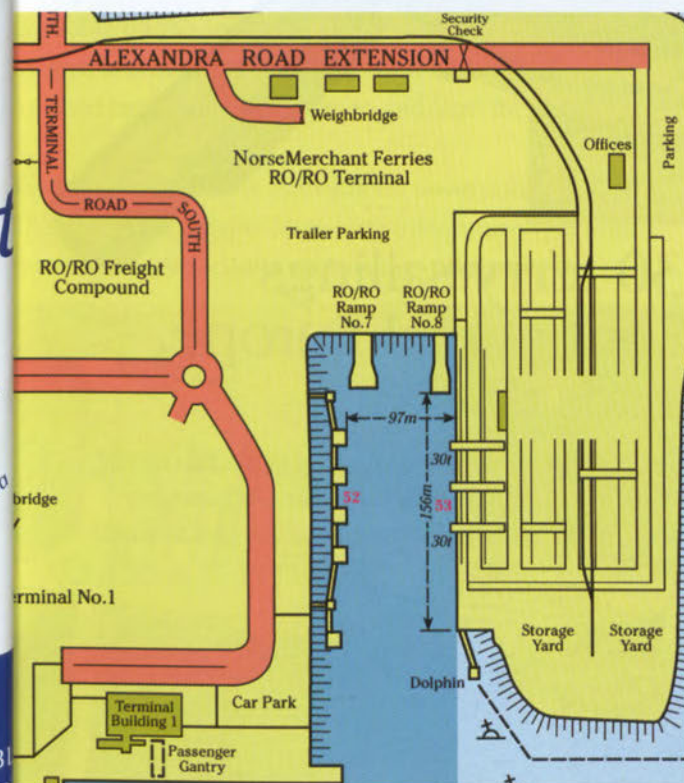 Security
Check
ALEXANDRA ROAD EXTENSION
TERMINAL
ROAD
SOUTH
Weighbridge
Offices
Parking
NorseMerchant Ferries
RO/RO Terminal
Trailer Parking
RO/RO Freight
Compound
RO/RO
Ramp
No.7
RO/RO
Ramp
No.8
97m
30t
156m
52
53
30t
bridge
erminal No.1
Storage
Yard
Storage
Yard
Dolphin
Car Park
Terminal
Building 1
Passenger
Gantry